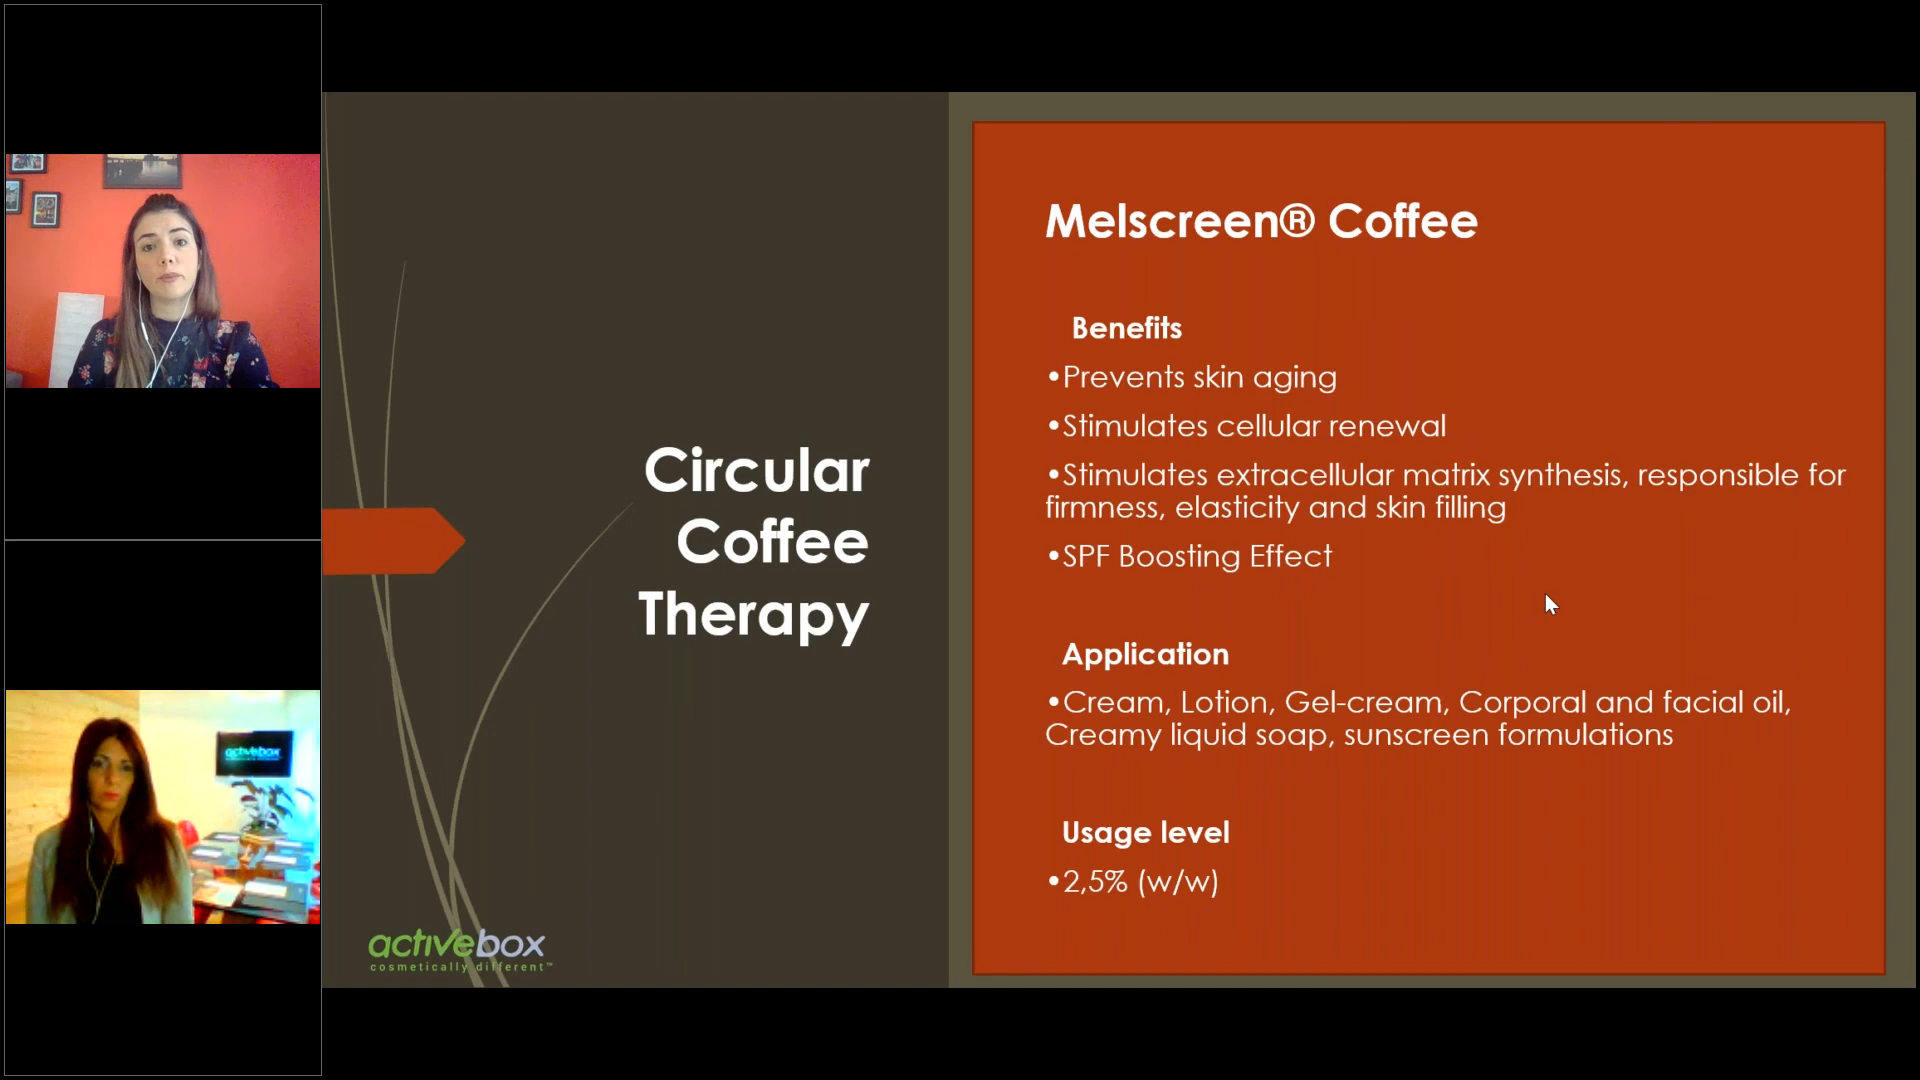 activebox
Circular
Coffee
Therapy
activebox
cosmetically different™
Melscreen® Coffee
Benefits
•Prevents skin aging
•Stimulates cellular renewal
•Stimulates extracellular matrix synthesis, responsible for
firmness, elasticity and skin filling
•SPF Boosting Effect
Application
•Cream, Lotion, Gel-cream, Corporal and facial oil,
Creamy liquid soap, sunscreen formulations
Usage level
•2,5% (w/w)